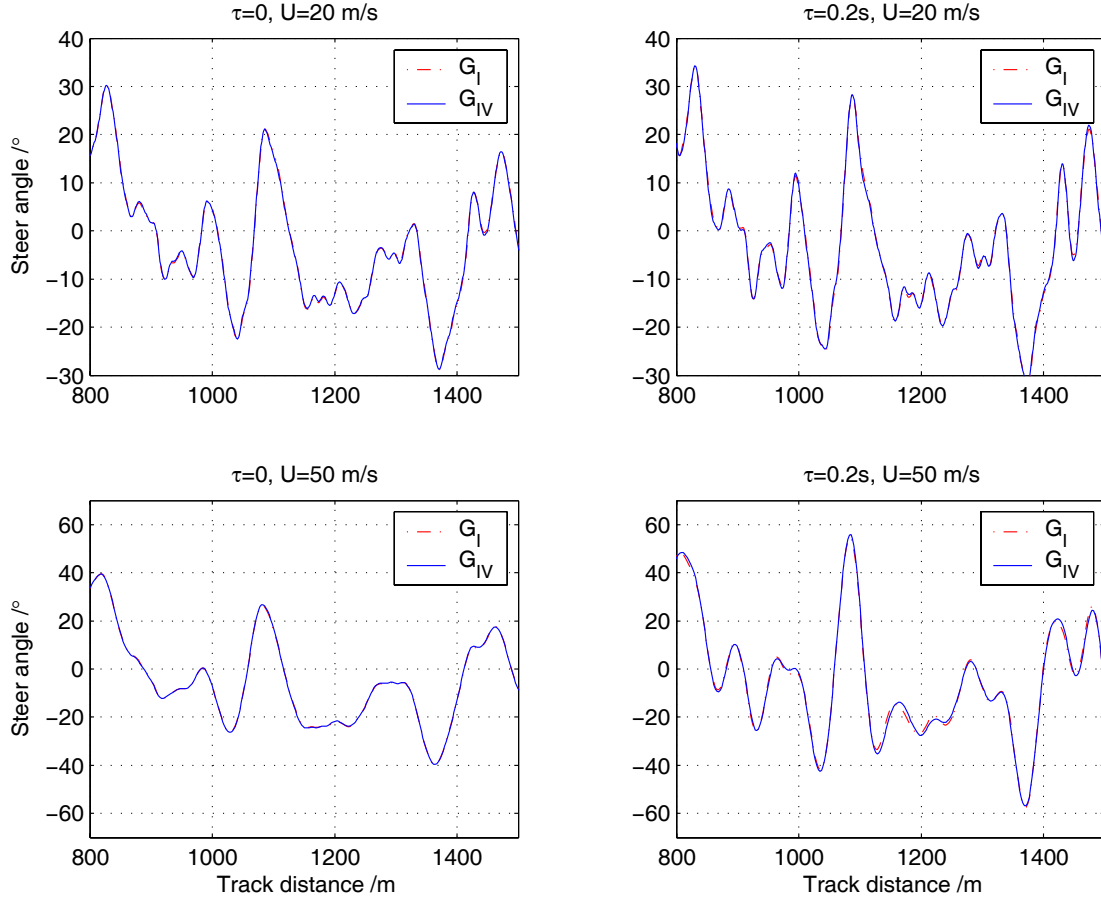 τ=0, U=20 m/s
40
30
20
10
0
−10
−20
−30
800
1000
1200
1400
Steer angle /°
G_I
G_IV
τ=0.2s, U=20 m/s
40
30
20
10
0
−10
−20
−30
800
1000
1200
1400
G_I
G_IV
τ=0, U=50 m/s
60
40
20
0
−20
−40
−60
800
1000
1200
1400
Steer angle /°
Track distance /m
G_I
G_IV
τ=0.2s, U=50 m/s
60
40
20
0
−20
−40
−60
800
1000
1200
1400
Track distance /m
G_I
G_IV